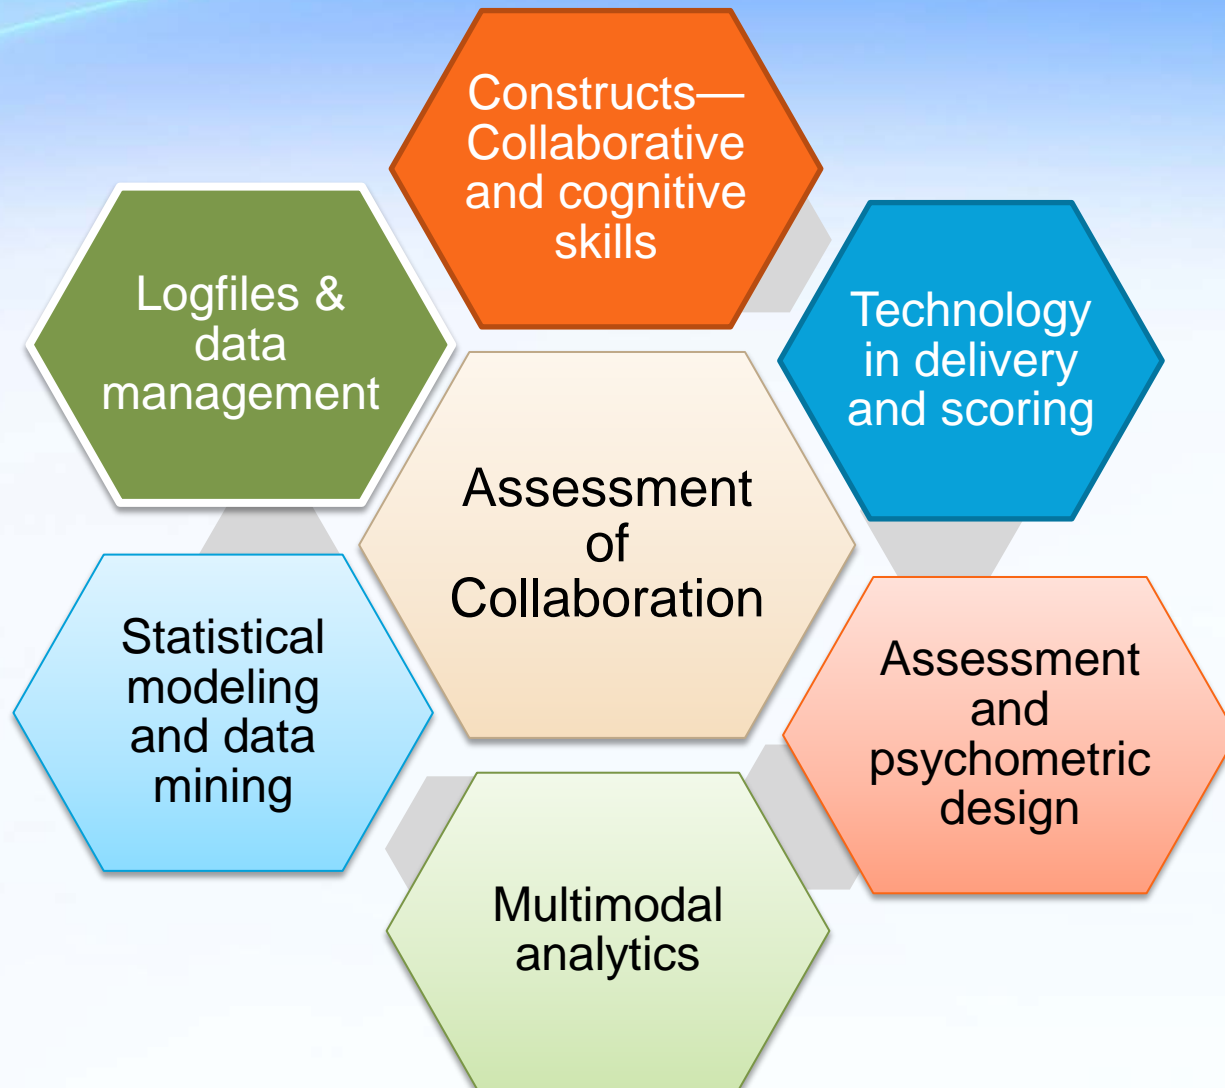 Constructs—
Collaborative
and cognitive
skills
Logfiles &
data
management
Technology
in delivery
and scoring
Assessment
of
Collaboration
Statistical
modeling
and data
mining
Assessment
and
psychometric
design
Multimodal
analytics